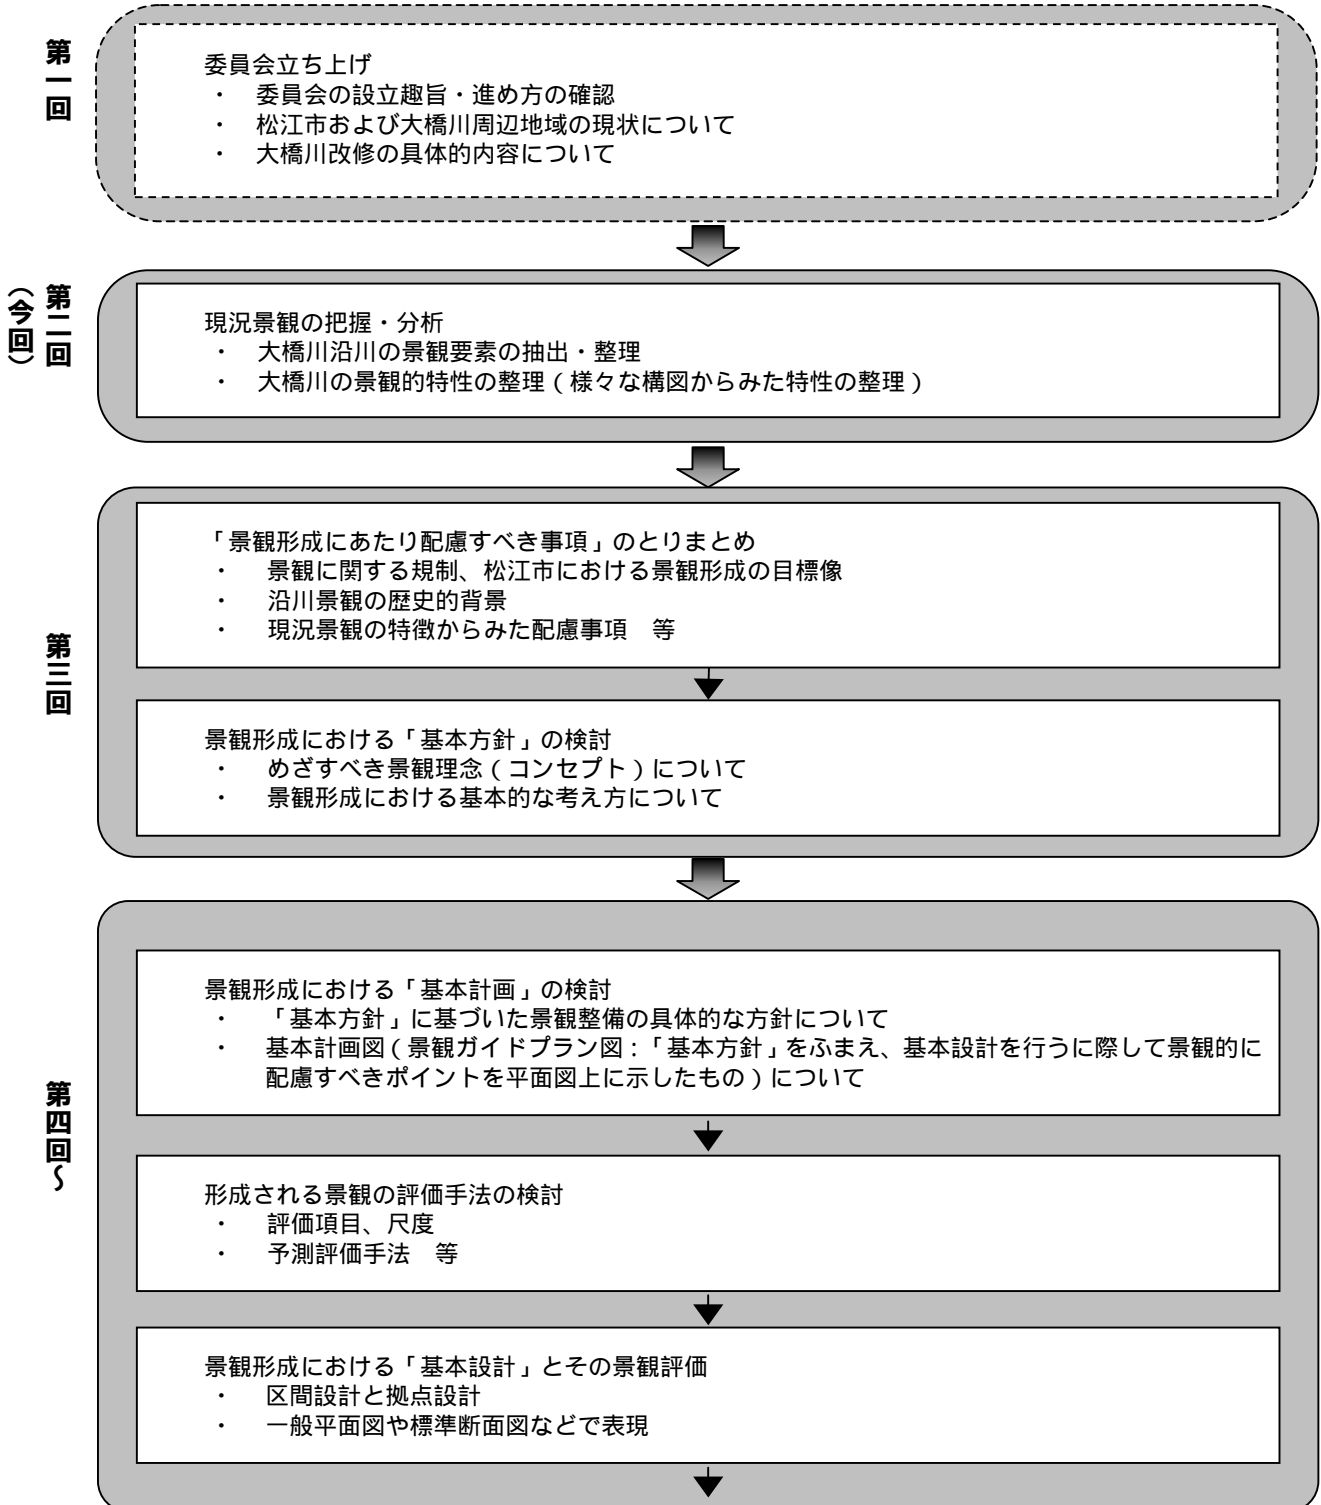 第一回
委員会立ち上げ
・ 委員会の設立趣旨・進め方の確認
・ 松江市および大橋川周辺地域の現状について
・ 大橋川改修の具体的内容について
第二回
（今回）
現況景観の把握・分析
・ 大橋川沿川の景観要素の抽出・整理
・ 大橋川の景観的特性の整理（様々な構図からみた特性の整理）
第三回
「景観形成にあたり配慮すべき事項」のとりまとめ
・ 景観に関する規制、松江市における景観形成の目標像
・ 沿川景観の歴史的背景
・ 現況景観の特徴からみた配慮事項　等
景観形成における「基本方針」の検討
・ めざすべき景観理念（コンセプト）について
・ 景観形成における基本的な考え方について
第四回～
景観形成における「基本計画」の検討
・ 「基本方針」に基づいた景観整備の具体的な方針について
・ 基本計画図（景観ガイドプラン図：「基本方針」をふまえ、基本設計を行うに際して景観的に
配慮すべきポイントを平面図上に示したもの）について
形成される景観の評価手法の検討
・ 評価項目、尺度
・ 予測評価手法　等
景観形成における「基本設計」とその景観評価
・ 区間設計と拠点設計
・ 一般平面図や標準断面図などで表現